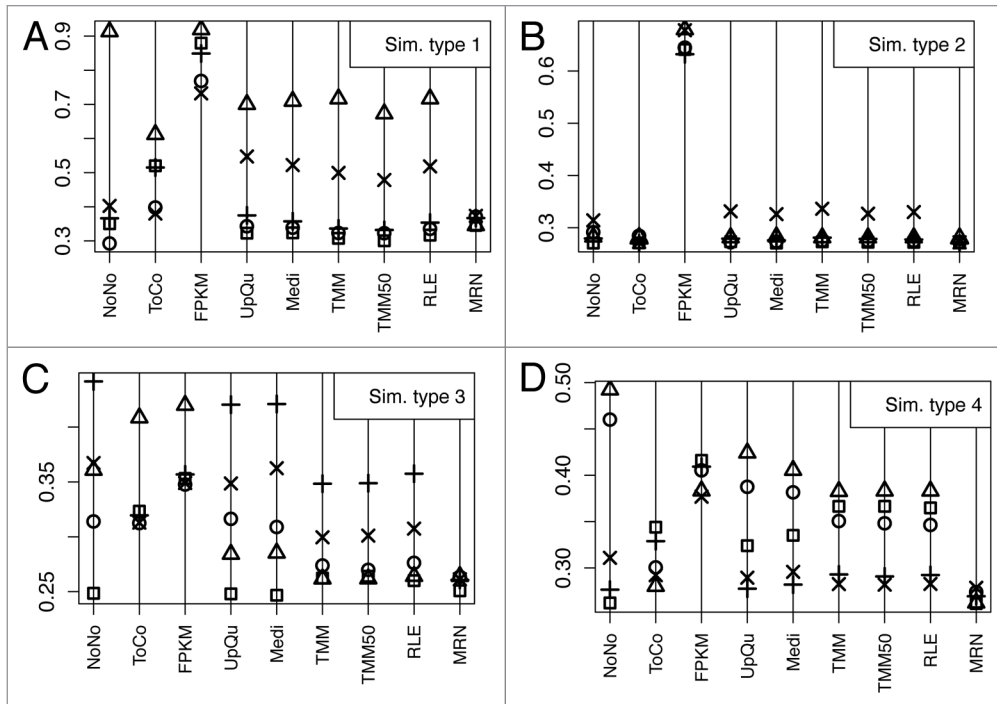 A
Sim. type 1
0.9
0.7
0.5
0.3
NoNo
ToCo
FPKM
UpQu
Medi
TMM
TMM50
RLE
MRN
B
Sim. type 2
0.6
0.5
0.4
0.3
NoNo
ToCo
FPKM
UpQu
Medi
TMM
TMM50
RLE
MRN
C
Sim. type 3
0.35
0.25
NoNo
ToCo
FPKM
UpQu
Medi
TMM
TMM50
RLE
MRN
D
Sim. type 4
0.50
0.40
0.30
NoNo
ToCo
FPKM
UpQu
Medi
TMM
TMM50
RLE
MRN